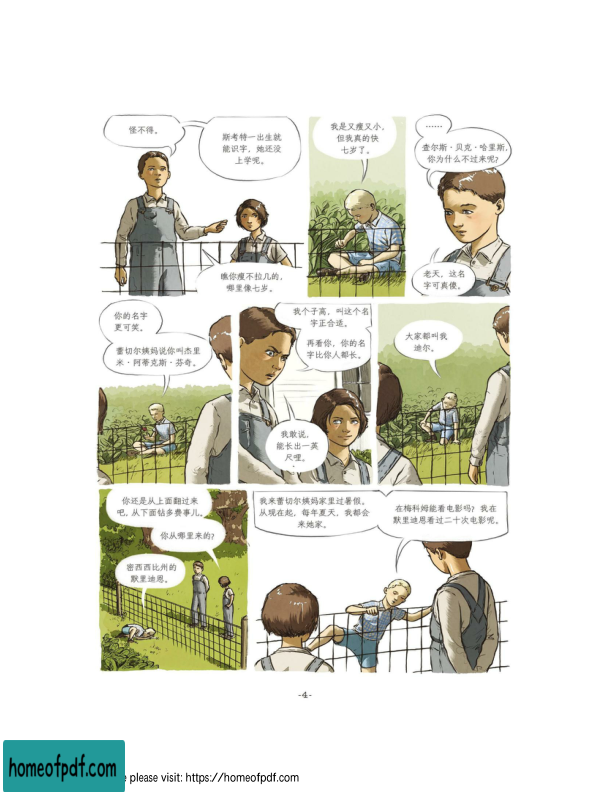 怪不得。
斯考特一出生就
能识字，她还没
上学呢。
瞧你瘦不拉几的，
哪里像七岁。
我是又瘦又小，
但我真的快
七岁了。
……
查尔斯·贝克·哈里斯，
你为什么不过来呢？
老天，这名
字可真傻。
你的名字
更可笑。
蕾切尔姨妈说你叫杰里
米·阿蒂克斯·芬奇。
我个子高，叫这个名
字正合适。
再看你，你的名
字比你人都长。
我敢说，
能长出一英
尺哩。
大家都叫我
迪尔。
你还是从上面翻过来
吧，从下面钻多费事儿。
你从哪里来的？
密西西比州的
默里迪恩。
我来蕾切尔姨妈家里过暑假。
从现在起，每年夏天，我都会
来她家。
在梅科姆能看电影吗？我在
默里迪恩看过二十次电影呢。
-4-
homeofpdf.com
e please visit: https://homeofpdf.com